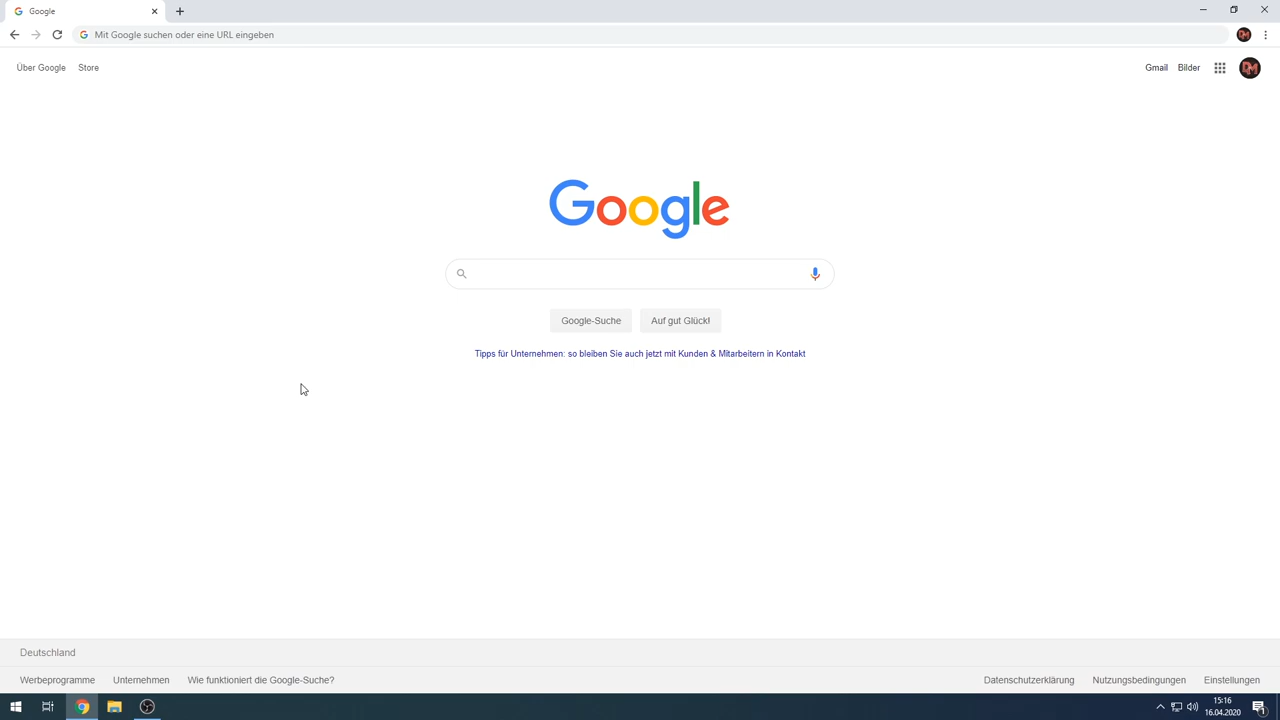 Google
Mit Google suchen oder eine URL eingeben
Über Google Store
Gmail Bilder
Google
Google-Suche Auf gut Glück!
Tipps für Unternehmen: so bleiben Sie auch jetzt mit Kunden & Mitarbeitern in Kontakt
Deutschland
Werbeprogramme Unternehmen Wie funktioniert die Google-Suche? Datenschutzerklärung Nutzungsbedingungen Einstellungen
15:16
16.04.2020
1